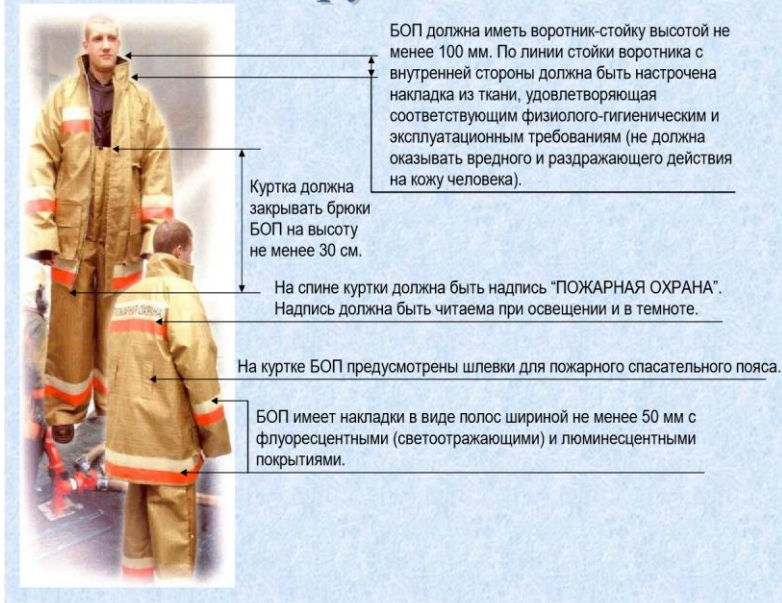 БОП должна иметь воротник-стойку высотой не
менее 100 мм. По линии стойки воротника с
внутренней стороны должна быть настрочена
накладка из ткани, удовлетворяющая
соответствующим физиолого-гигиеническим и
эксплуатационным требованиям (не должна
оказывать вредного и раздражающего действия
на кожу человека).
Куртка должна
закрывать брюки
БОП на высоту
не менее 30 см.
На спине куртки должна быть надпись “ПОЖАРНАЯ ОХРАНА”.
Надпись должна быть читаема при освещении и в темноте.
ПОЖАРНАЯ ОХРАНА
На куртке БОП предусмотрены шлевки для пожарного спасательного пояса.
БОП имеет накладки в виде полос шириной не менее 50 мм с
флуоресцентными (светоотражающими) и люминесцентными
покрытиями.